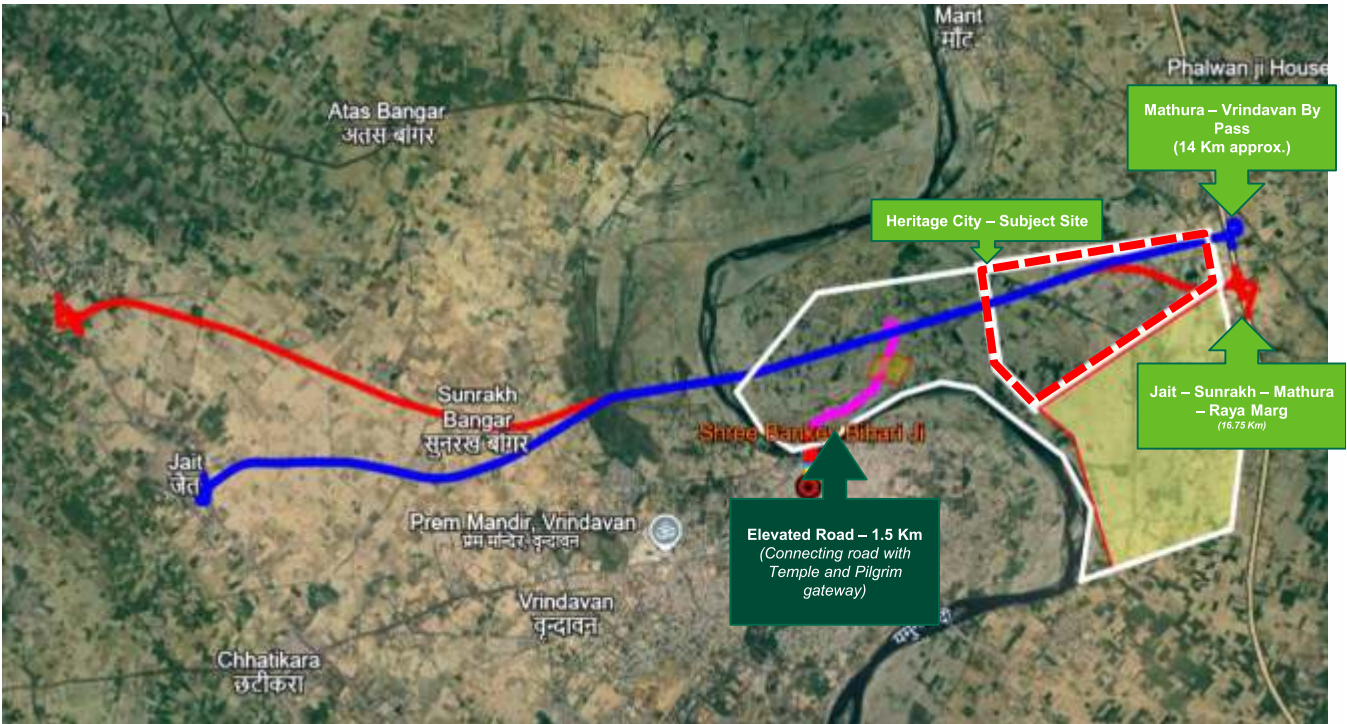 Mant
माँट
Phalwan ji House
Mathura – Vrindavan By
Pass
(14 Km approx.)
Atas Bangar
अतस बांगर
Heritage City – Subject Site
Jait – Sunrakh – Mathura
– Raya Marg
(16.75 Km)
Sunrakh
Bangar
सुनरख बांगर
Shree Bankey Bihari Ji
Jait
जैत
Prem Mandir, Vrindavan
प्रेम मन्दिर, वृन्दावन
Elevated Road – 1.5 Km
(Connecting road with
Temple and Pilgrim
gateway)
Vrindavan
वृन्दावन
Chhatikara
छटीकरा